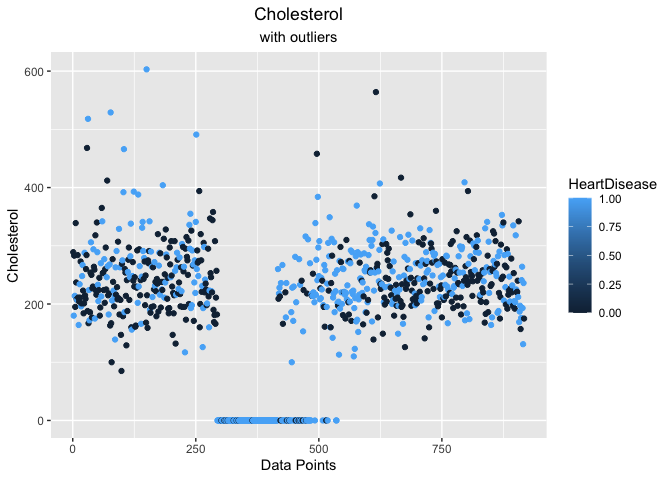 Cholesterol
with outliers
Cholesterol
600
400
200
0
0
250
500
750
Data Points
HeartDisease
1.00
0.75
0.50
0.25
0.00